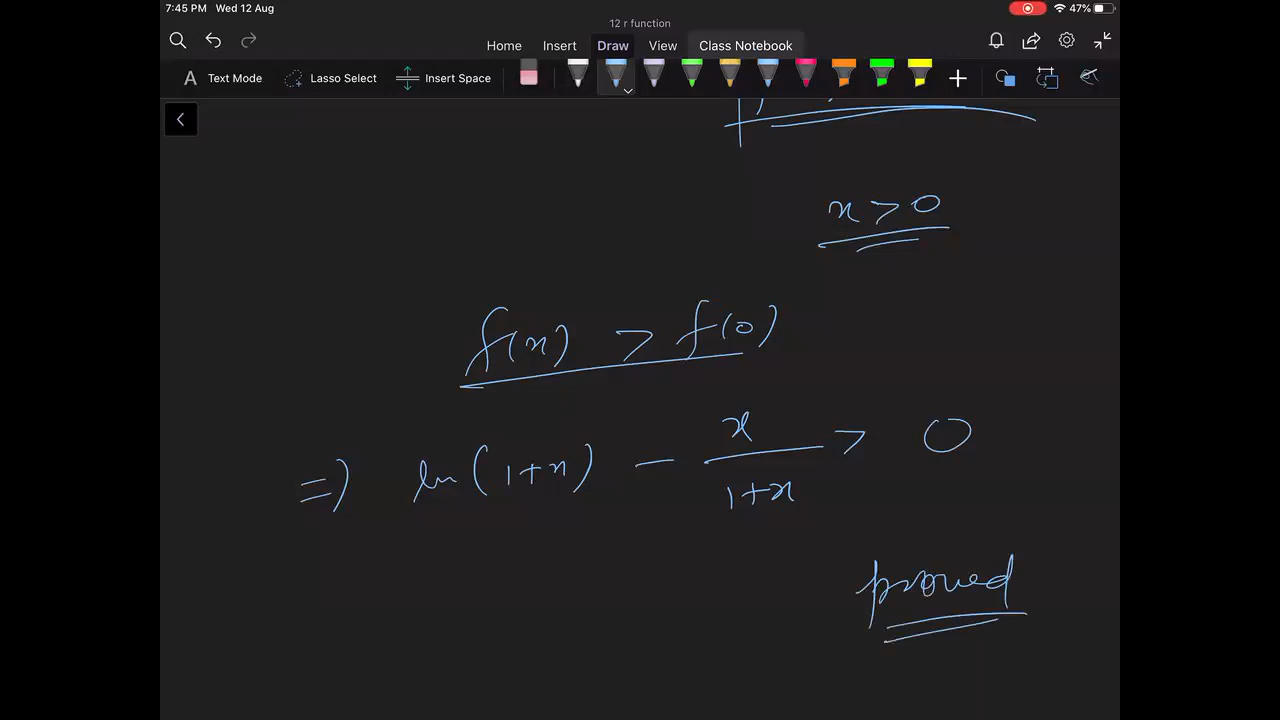 7:45 PM Wed 12 Aug
47%
12 r function
Home Insert Draw View Class Notebook
A Text Mode Lasso Select Insert Space
x > 0
f(x) > f(0)
=> ln(1+x) - x/(1+x) > 0
proved